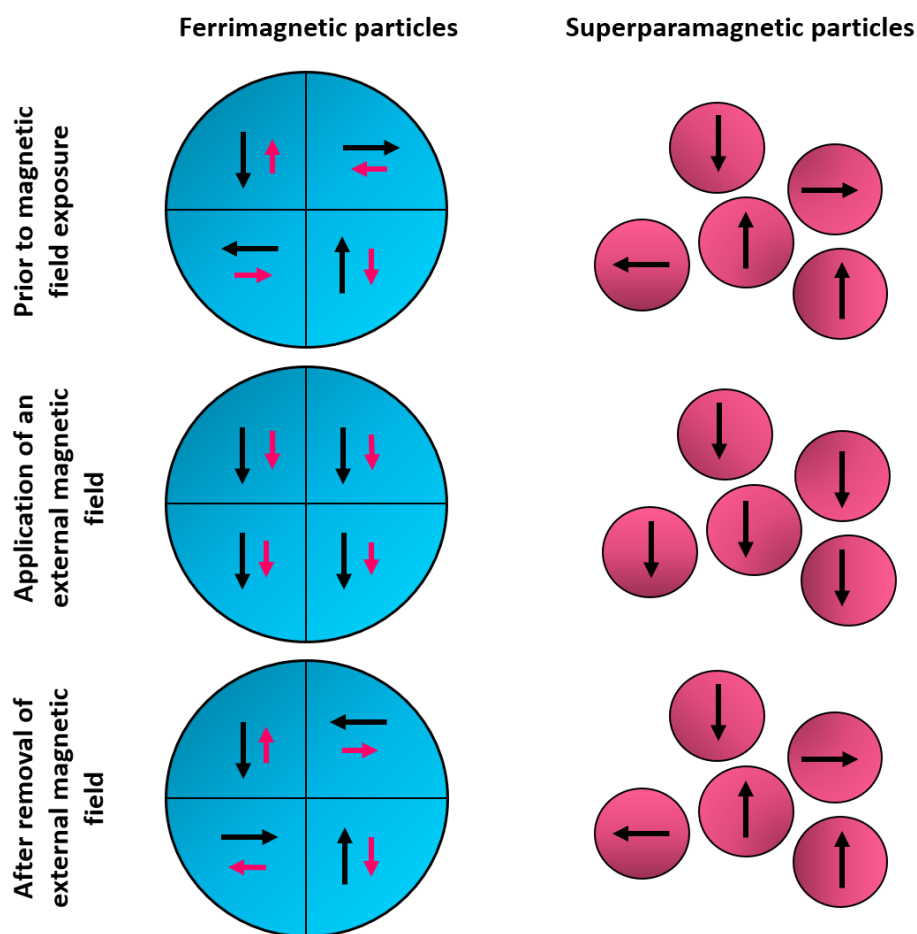 Ferrimagnetic particles
Superparamagnetic particles
Prior to magnetic
field exposure
Application of an
external magnetic
field
After removal of
external magnetic
field